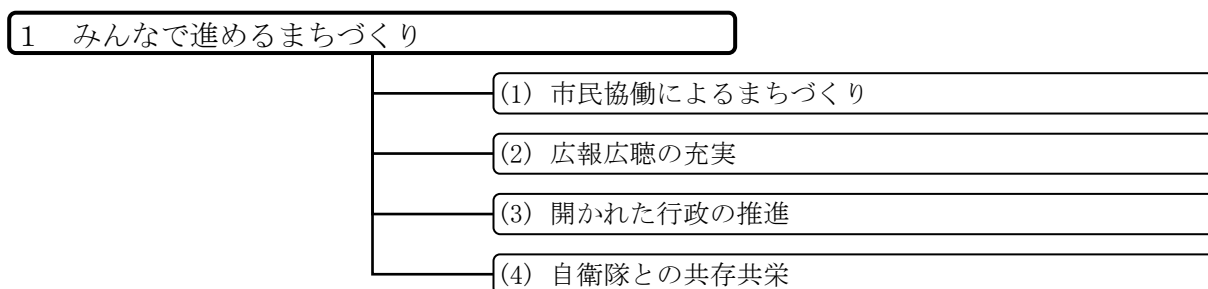 １　みんなで進めるまちづくり
(1) 市民協働によるまちづくり
(2) 広報広聴の充実
(3) 開かれた行政の推進
(4) 自衛隊との共存共栄